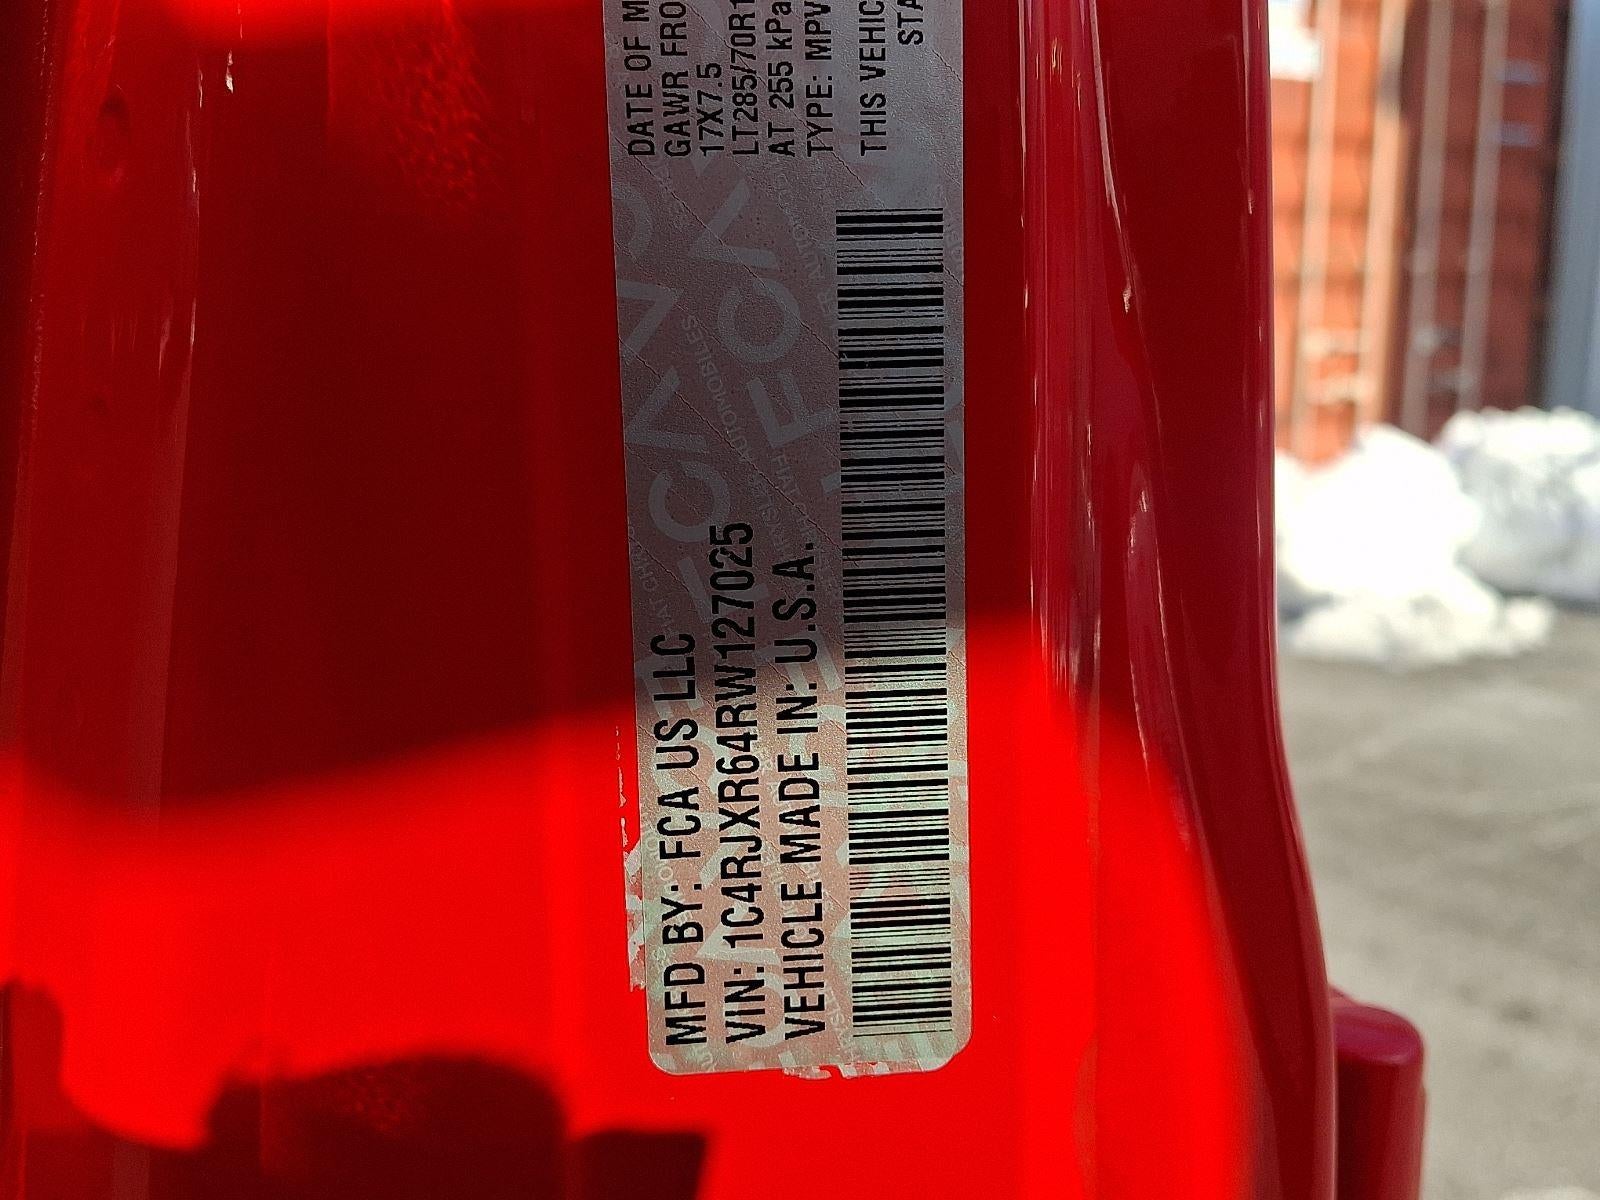 MFD BY: FCA US LLC
VIN: 1C4RJXR64RW127025
VEHICLE MADE IN: U.S.A.
DATE OF M
GAWR FRO
17X7.5
LT285/70R1
AT 255 kPa
TYPE: MPV
THIS VEHIC
STA